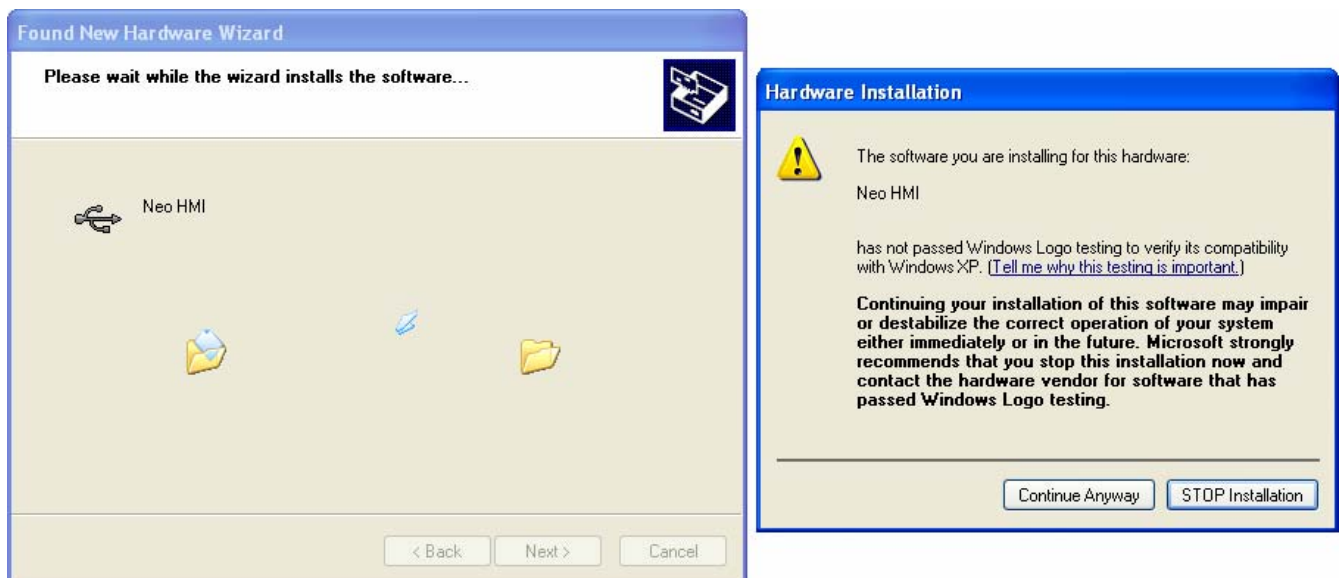 Found New Hardware Wizard
Please wait while the wizard installs the software...
Neo HMI
< Back
Next >
Cancel
Hardware Installation
The software you are installing for this hardware:
Neo HMI
has not passed Windows Logo testing to verify its compatibility
with Windows XP. (Tell me why this testing is important.)
Continuing your installation of this software may impair
or destabilize the correct operation of your system
either immediately or in the future. Microsoft strongly
recommends that you stop this installation now and
contact the hardware vendor for software that has
passed Windows Logo testing.
Continue Anyway
STOP Installation